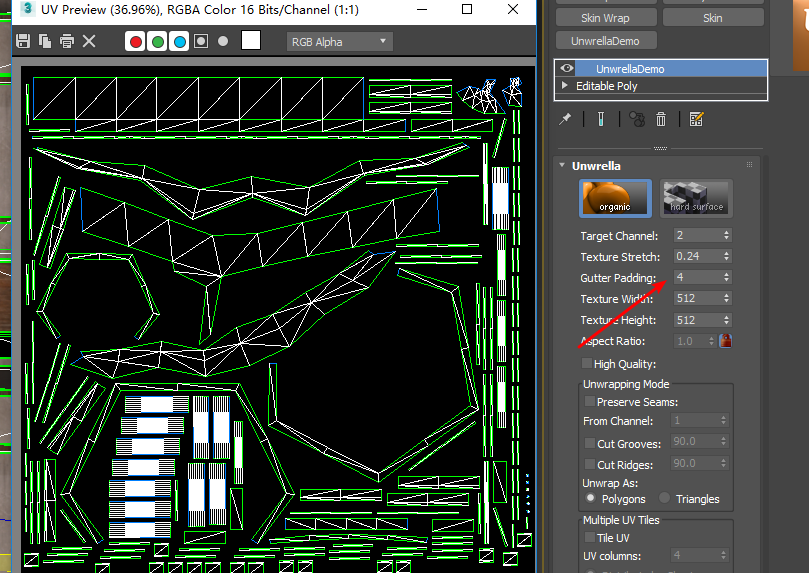 UV Preview (36.96%), RGBA Color 16 Bits/Channel (1:1)
RGB Alpha
Skin Wrap
Skin
UnwrellaDemo
UnwrellaDemo
Editable Poly
Unwrella
organic
hard surface
Target Channel: 2
Texture Stretch: 0.24
Gutter Padding: 4
Texture Width: 512
Texture Height: 512
Aspect Ratio: 1.0
High Quality:
Unwrapping Mode
Preserve Seams:
From Channel: 1
Cut Grooves: 90.0
Cut Ridges: 90.0
Unwrap As:
Polygons
Triangles
Multiple UV Tiles
Tile UV
UV columns: 4